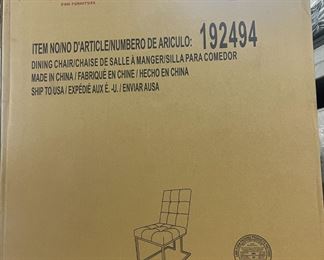 FURNITURE
ITEM NO/NO D'ARTICLE/NUMBERO DE ARICULO: 192494
DINING CHAIR/CHAISE DE SALLE À MANGER/SILLA PARA COMEDOR
MADE IN CHINA / FABRIQUÉ EN CHINE / HECHO EN CHINA
SHIP TO USA / EXPÉDIÉ AUX É. -U. / ENVIAR AUSA